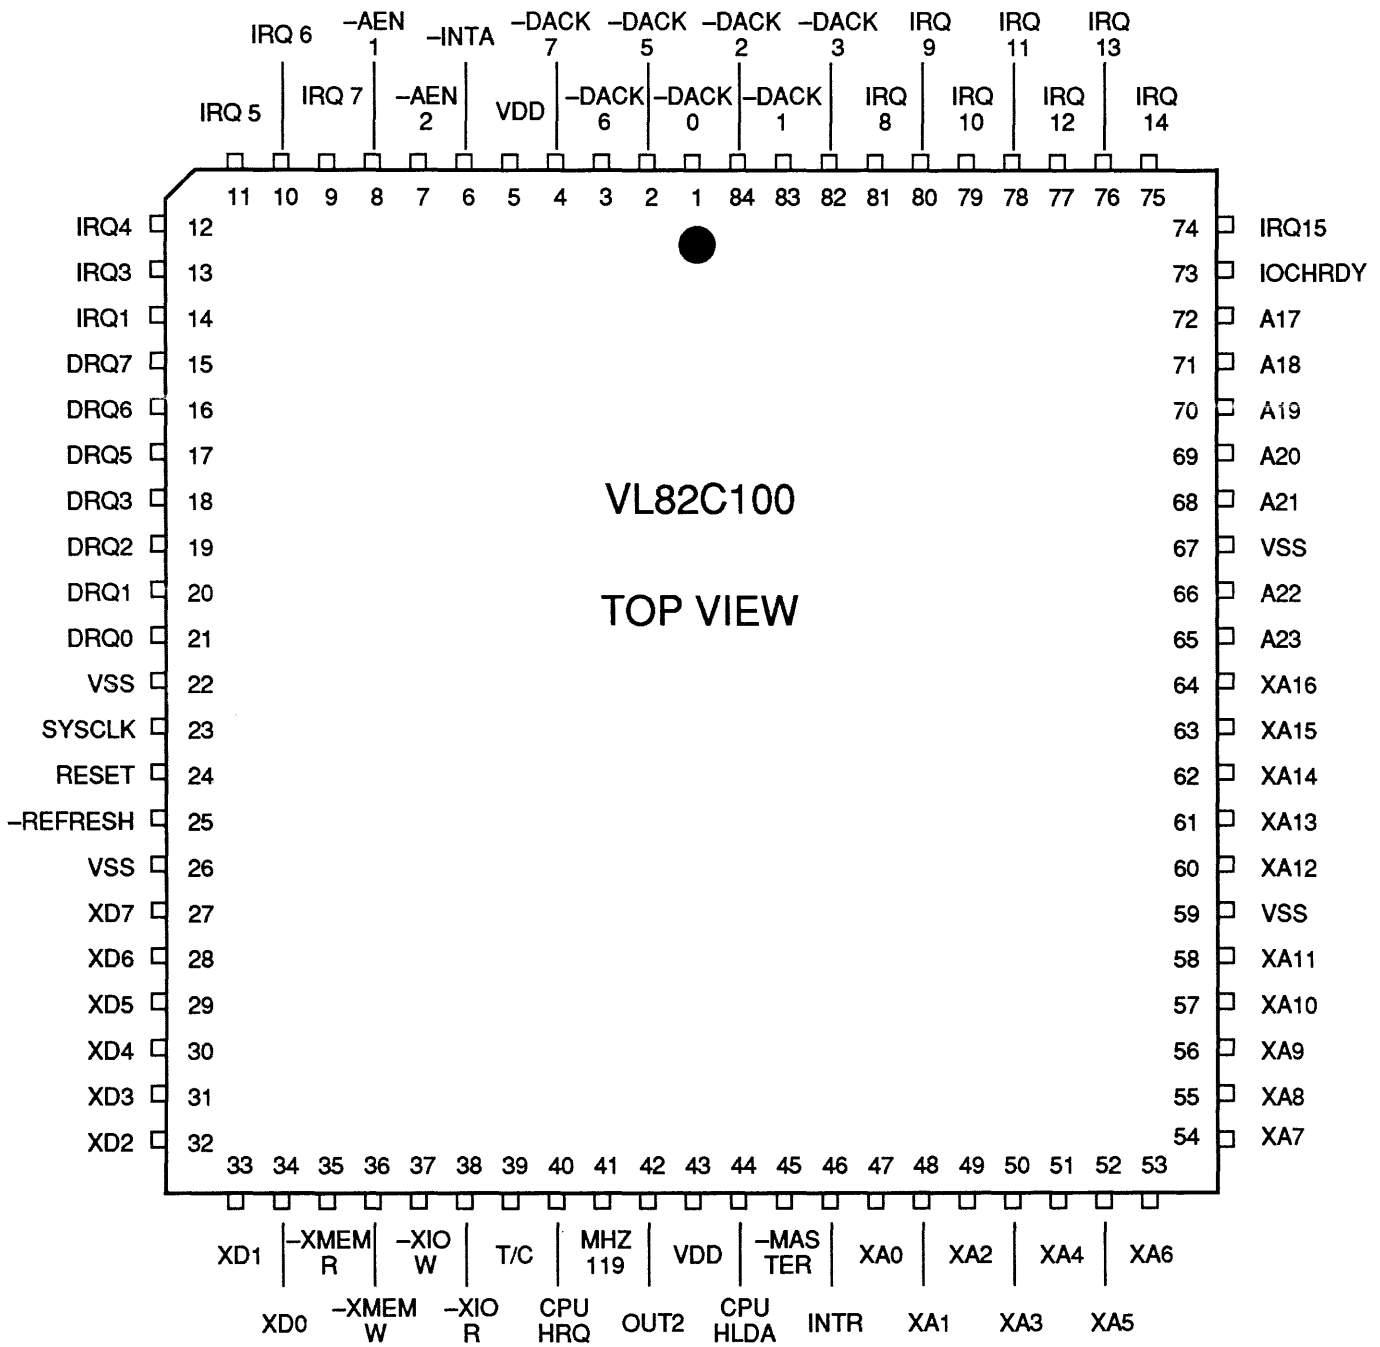 –DACK –DACK –DACK –DACK IRQ IRQ IRQ
IRQ 6 –AEN 1 –INTA 7 5 2 3 9 11 13
IRQ 5 IRQ 7 –AEN 2 VDD –DACK 6 –DACK 0 –DACK 1 IRQ 8 IRQ 10 IRQ 12 IRQ 14
11 10 9 8 7 6 5 4 3 2 1 84 83 82 81 80 79 78 77 76 75
IRQ4 12 74 IRQ15
IRQ3 13 73 IOCHRDY
IRQ1 14 72 A17
DRQ7 15 71 A18
DRQ6 16 70 A19
DRQ5 17 69 A20
DRQ3 18 68 A21
VL82C100
DRQ2 19 67 VSS
DRQ1 20 66 A22
TOP VIEW
DRQ0 21 65 A23
VSS 22 64 XA16
SYSCLK 23 63 XA15
RESET 24 62 XA14
–REFRESH 25 61 XA13
VSS 26 60 XA12
XD7 27 59 VSS
XD6 28 58 XA11
XD5 29 57 XA10
XD4 30 56 XA9
XD3 31 55 XA8
XD2 32 54 XA7
33 34 35 36 37 38 39 40 41 42 43 44 45 46 47 48 49 50 51 52 53
XD1 –XMEM R –XIO W T/C MHZ 119 VDD –MAS TER XA0 XA2 XA4 XA6
XD0 –XMEM W –XIO R CPU HRQ OUT2 CPU HLDA INTR XA1 XA3 XA5